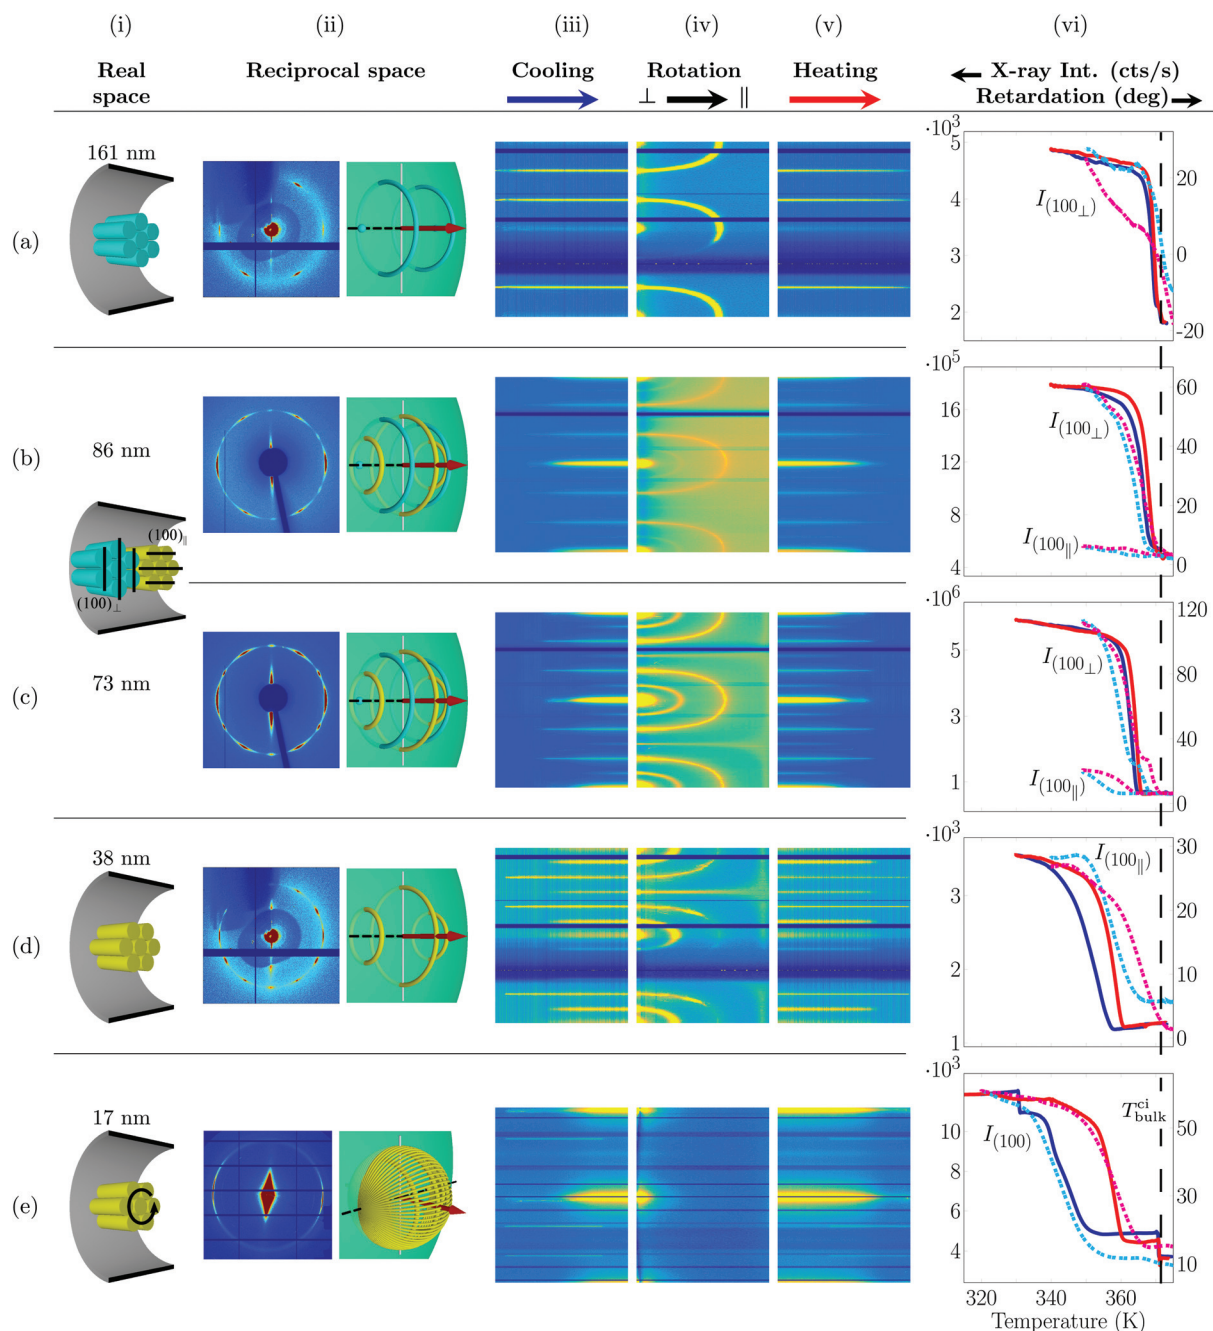 (i) (ii) (iii) (iv) (v) (vi)
Real space
Reciprocal space
Cooling
Rotation
⊥ ∥
Heating
X-ray Int. (cts/s)
Retardation (deg)
(a)
161 nm
·10³
5
4
3
2
20
0
-20
I(100⊥)
(b)
86 nm
(100)∥
(100)⊥
·10⁵
16
12
8
4
60
40
20
0
I(100⊥)
I(100∥)
(c)
73 nm
·10⁶
5
3
1
120
80
40
0
I(100⊥)
I(100∥)
(d)
38 nm
·10³
3
2
1
30
20
10
0
I(100∥)
(e)
17 nm
·10³
10
8
6
4
50
30
10
I(100)
T ci bulk
320 340 360
Temperature (K)